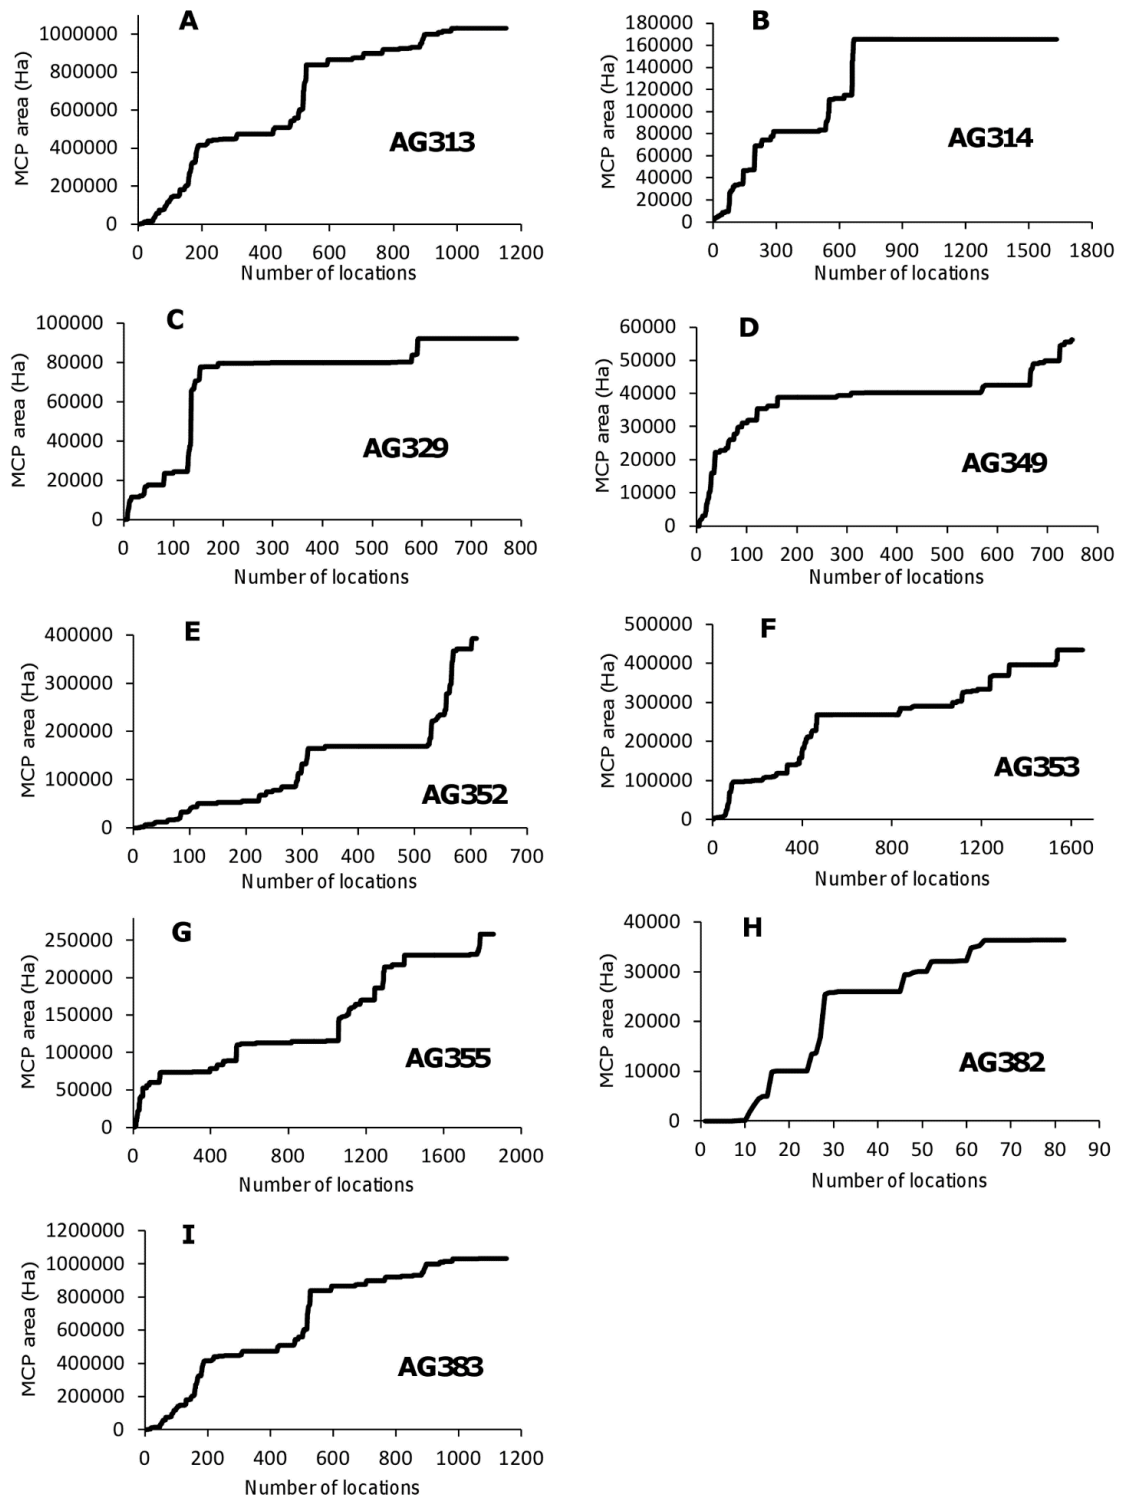 A
MCP area (Ha)
1000000
800000
600000
400000
200000
0
AG313
0 200 400 600 800 1000 1200
Number of locations
B
MCP area (Ha)
180000
160000
140000
120000
100000
80000
60000
40000
20000
0
AG314
0 300 600 900 1200 1500 1800
Number of locations
C
MCP area (Ha)
100000
80000
60000
40000
20000
0
AG329
0 100 200 300 400 500 600 700 800
Number of locations
D
MCP area (Ha)
60000
50000
40000
30000
20000
10000
0
AG349
0 100 200 300 400 500 600 700 800
Number of locations
E
MCP area (Ha)
400000
300000
200000
100000
0
AG352
0 100 200 300 400 500 600 700
Number of locations
F
MCP area (Ha)
500000
400000
300000
200000
100000
0
AG353
0 400 800 1200 1600
Number of locations
G
MCP area (Ha)
250000
200000
150000
100000
50000
0
AG355
0 400 800 1200 1600 2000
Number of locations
H
MCP area (Ha)
40000
30000
20000
10000
0
AG382
0 10 20 30 40 50 60 70 80 90
Number of locations
I
MCP area (Ha)
1200000
1000000
800000
600000
400000
200000
0
AG383
0 200 400 600 800 1000 1200
Number of locations